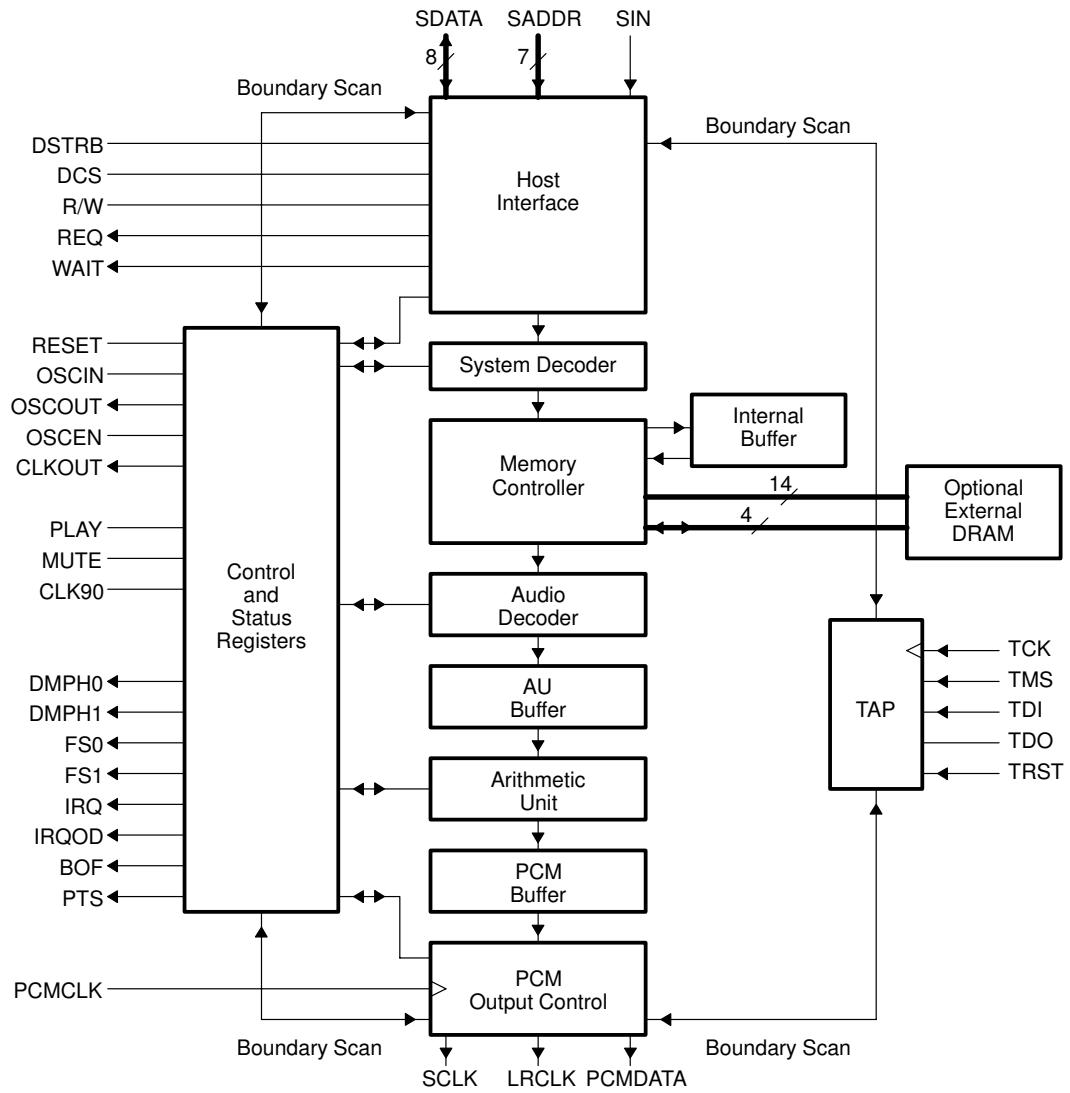 SDATA SADDR SIN
8 7
Boundary Scan
Boundary Scan
DSTRB
DCS
R/W
REQ
WAIT
Host
Interface
RESET
OSCIN
OSCOUT
OSCEN
CLKOUT
PLAY
MUTE
CLK90
DMPH0
DMPH1
FS0
FS1
IRQ
IRQOD
BOF
PTS
PCMCLK
Control
and
Status
Registers
System Decoder
Memory
Controller
Internal
Buffer
14
4
Optional
External
DRAM
Audio
Decoder
AU
Buffer
Arithmetic
Unit
PCM
Buffer
PCM
Output Control
TAP
TCK
TMS
TDI
TDO
TRST
Boundary Scan
Boundary Scan
SCLK LRCLK PCMDATA